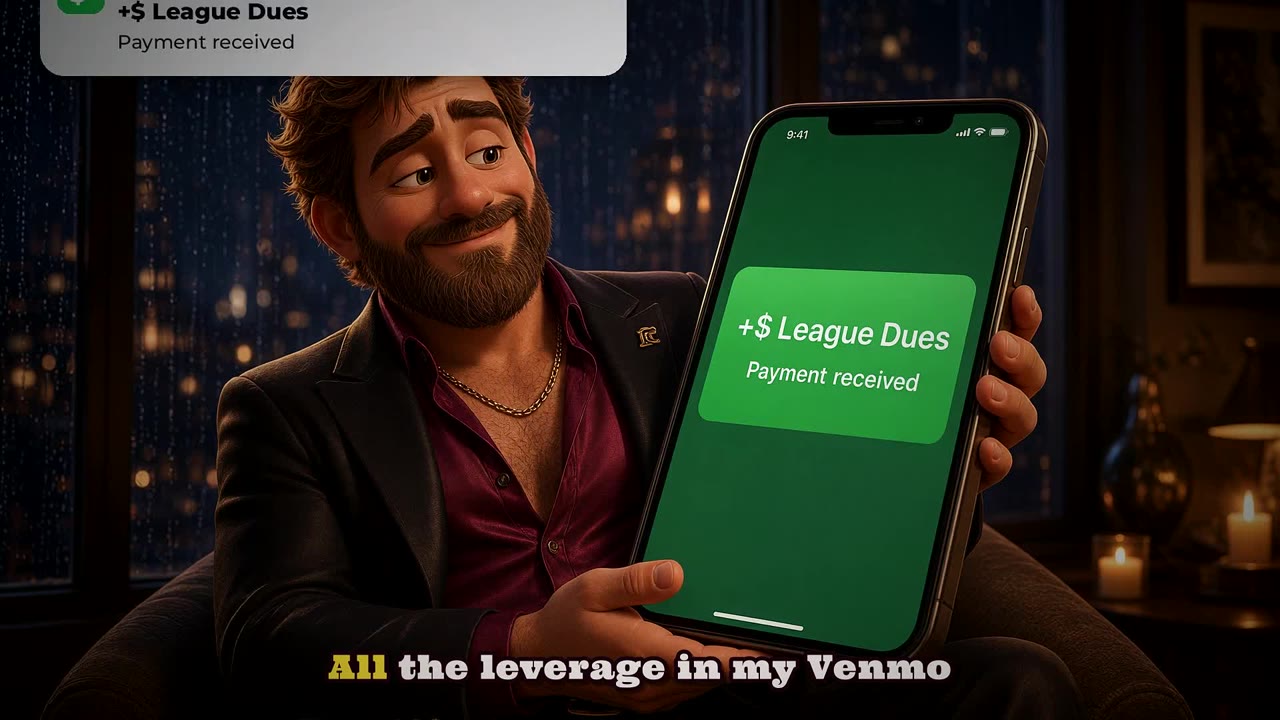 +$ League Dues
Payment received
9:41
+$ League Dues
Payment received
All the leverage in my Venmo